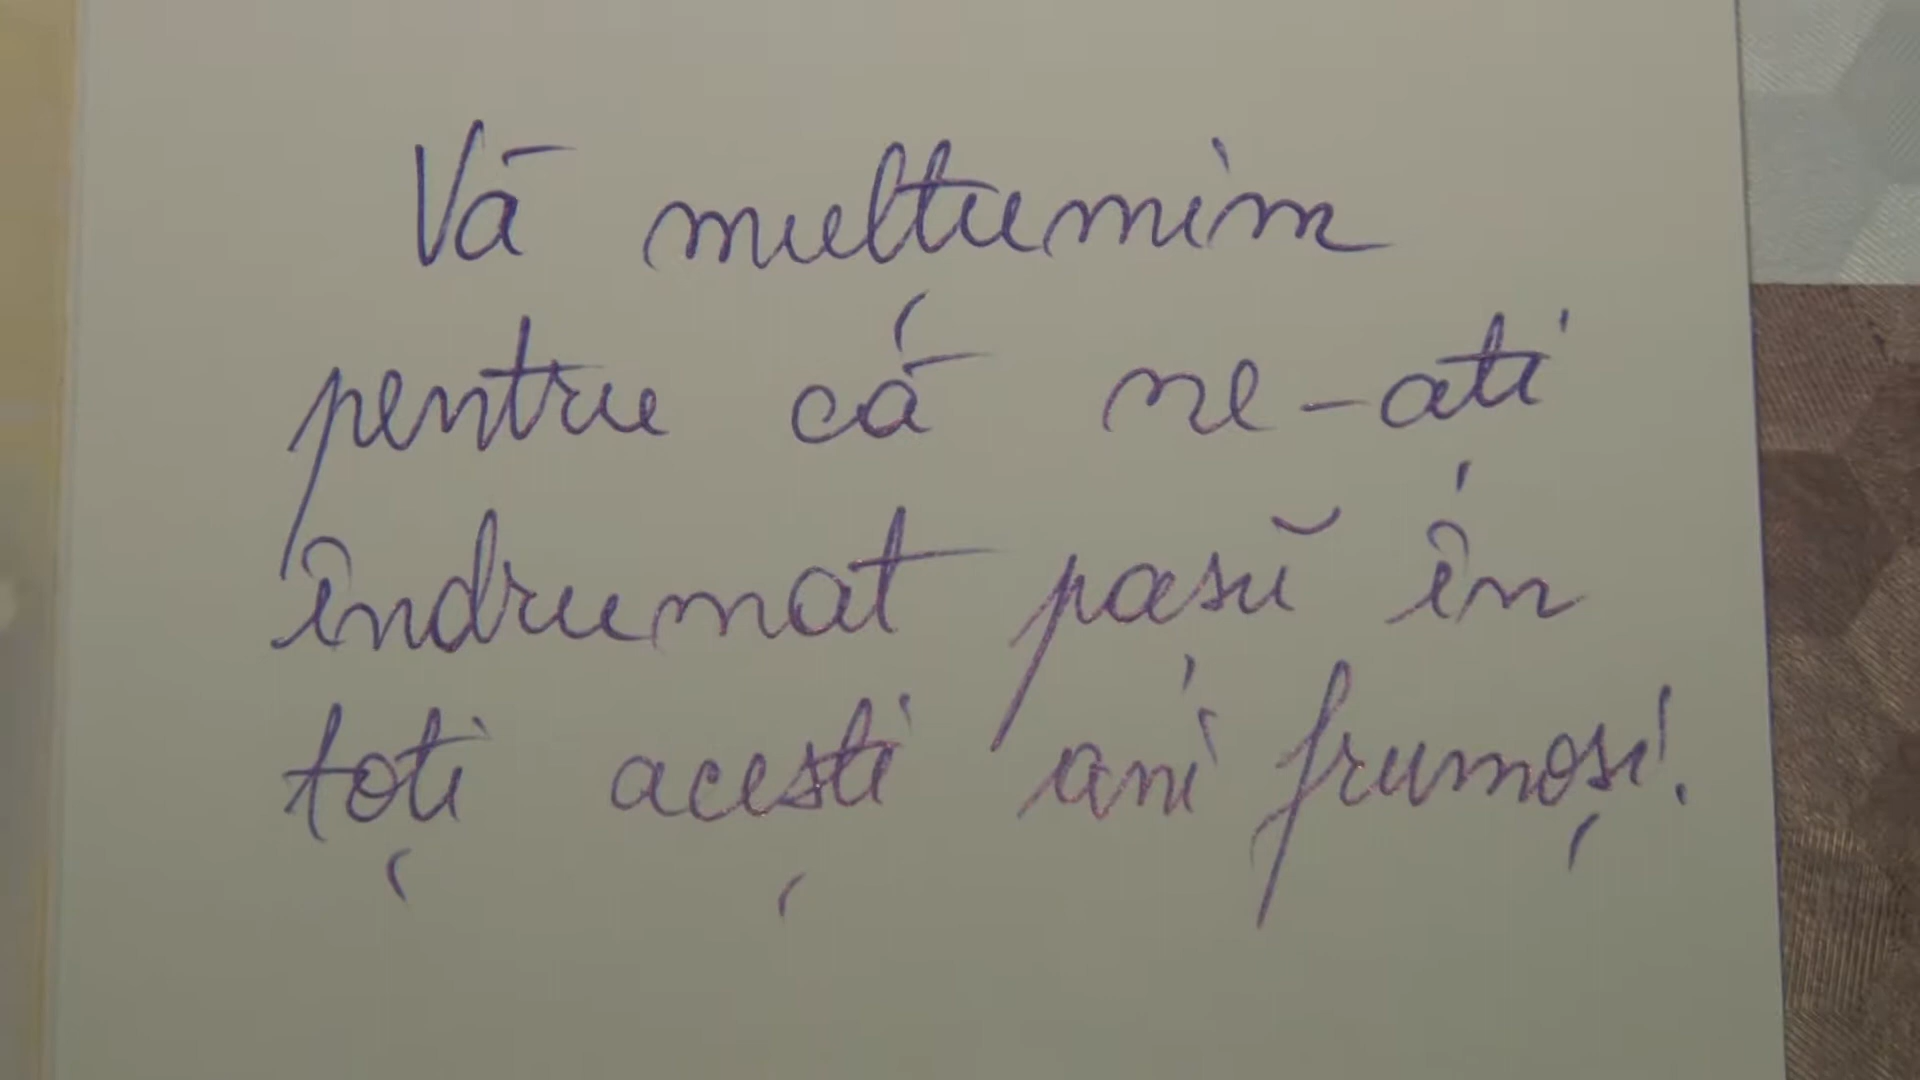 Vă mulțumim
pentru că ne-ați
îndrumat pașii în
toți acești ani frumoși!